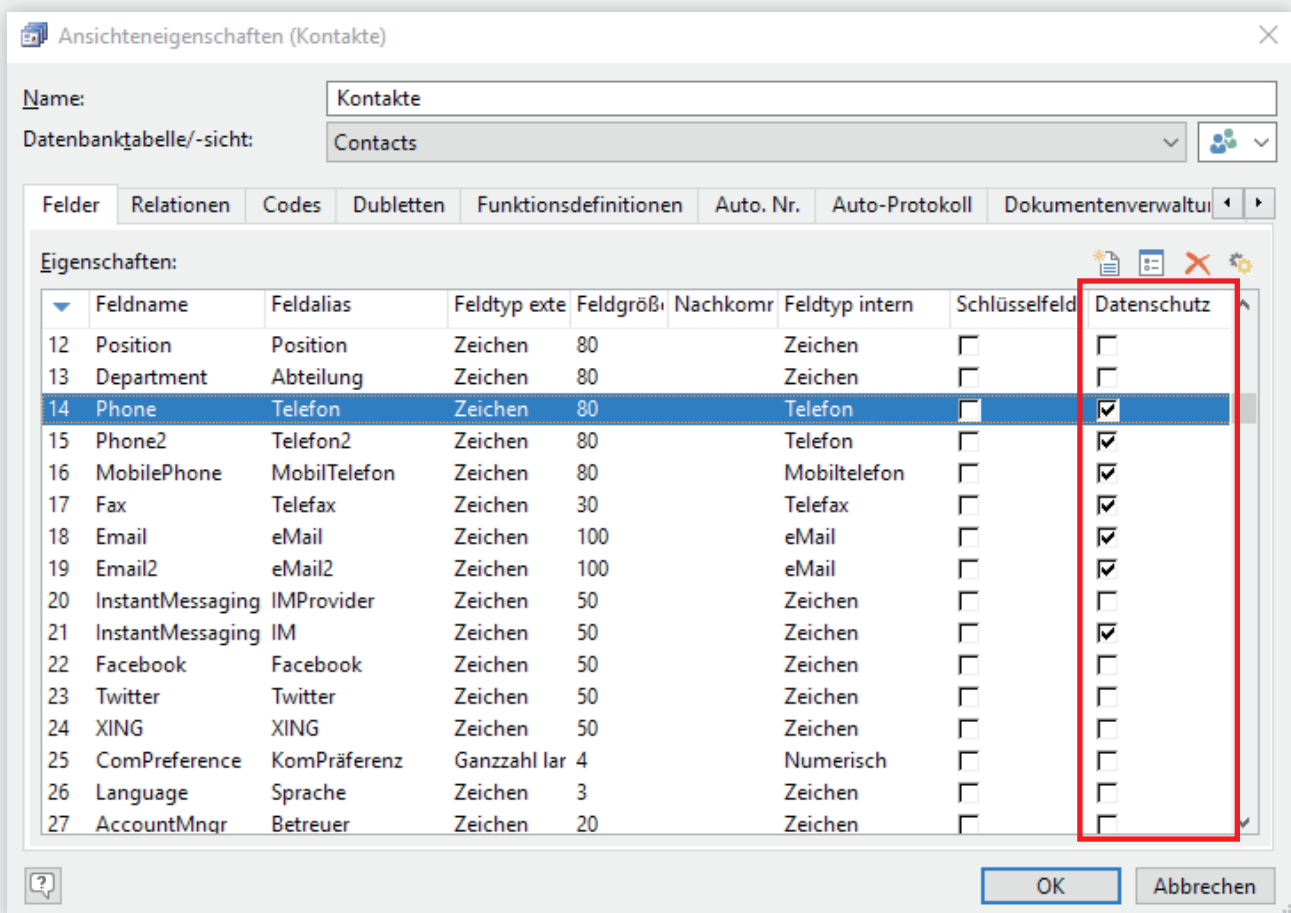 Ansichteneigenschaften (Kontakte)
Name: Kontakte
Datenbanktabelle/-sicht: Contacts
Felder Relationen Codes Dubletten Funktionsdefinitionen Auto. Nr. Auto-Protokoll Dokumentenverwaltu
Eigenschaften:
Feldname Feldalias Feldtyp exte Feldgröß Nachkomr Feldtyp intern Schlüsselfeld Datenschutz
12 Position Position Zeichen 80 Zeichen
13 Department Abteilung Zeichen 80 Zeichen
14 Phone Telefon Zeichen 80 Telefon
15 Phone2 Telefon2 Zeichen 80 Telefon
16 MobilePhone MobilTelefon Zeichen 80 Mobiltelefon
17 Fax Telefax Zeichen 30 Telefax
18 Email eMail Zeichen 100 eMail
19 Email2 eMail2 Zeichen 100 eMail
20 InstantMessaging IMProvider Zeichen 50 Zeichen
21 InstantMessaging IM Zeichen 50 Zeichen
22 Facebook Facebook Zeichen 50 Zeichen
23 Twitter Twitter Zeichen 50 Zeichen
24 XING XING Zeichen 50 Zeichen
25 ComPreference KomPräferenz Ganzzahl lar 4 Numerisch
26 Language Sprache Zeichen 3 Zeichen
27 AccountMngr Betreuer Zeichen 20 Zeichen
OK Abbrechen